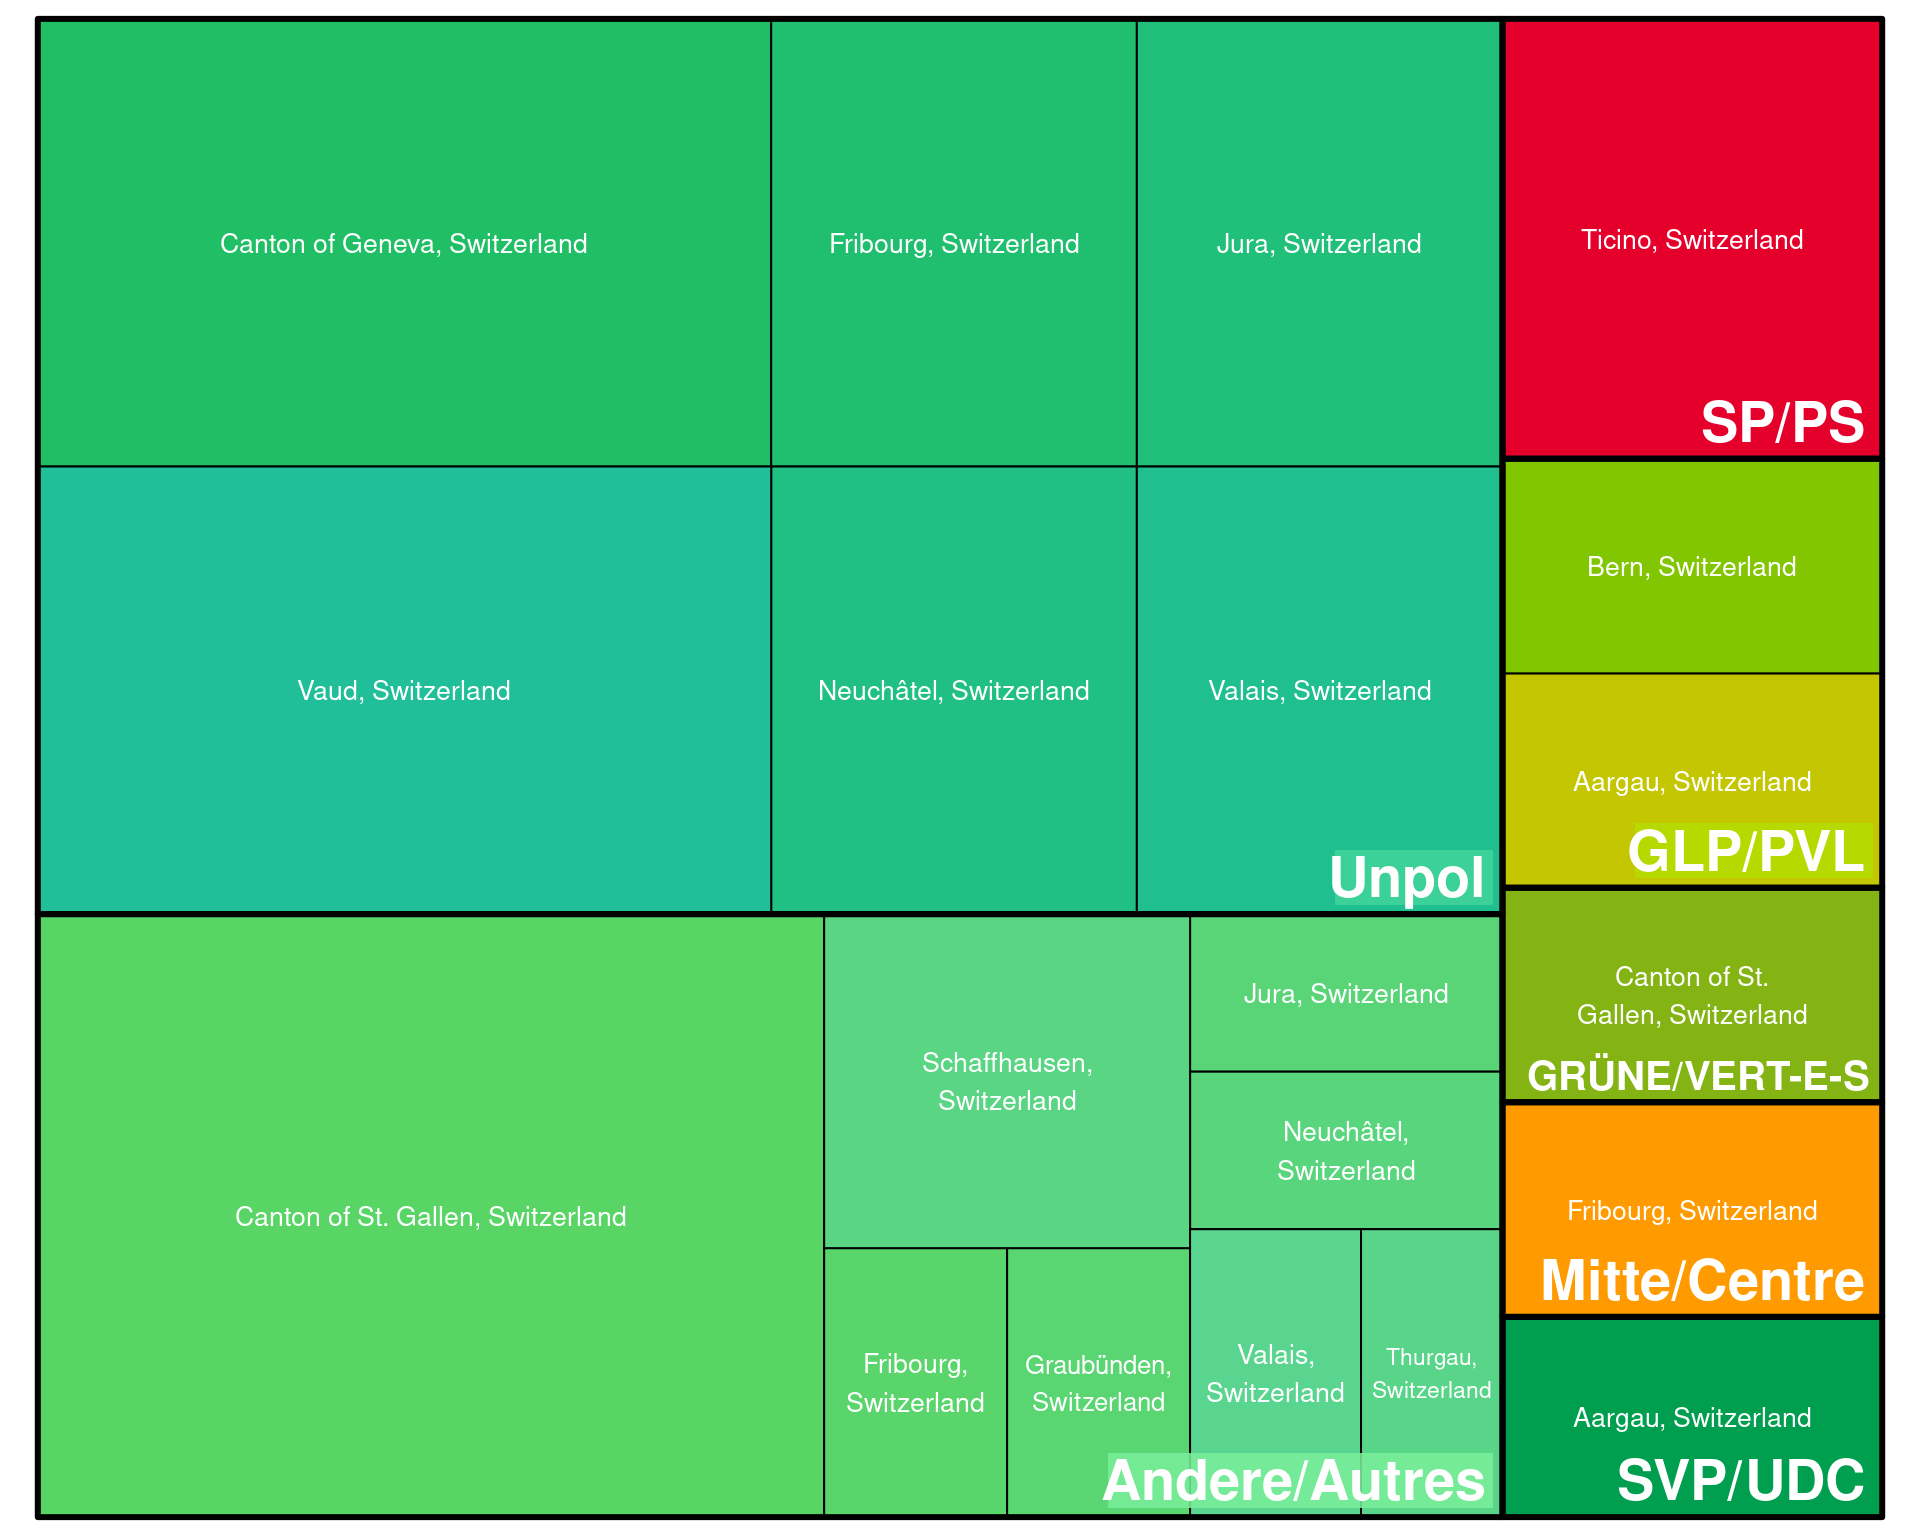 Canton of Geneva, Switzerland
Fribourg, Switzerland
Jura, Switzerland
Vaud, Switzerland
Neuchâtel, Switzerland
Valais, Switzerland
Unpol
Canton of St. Gallen, Switzerland
Schaffhausen,
Switzerland
Jura, Switzerland
Neuchâtel,
Switzerland
Fribourg,
Switzerland
Graubünden,
Switzerland
Valais,
Switzerland
Thurgau,
Switzerland
Andere/Autres
Ticino, Switzerland
SP/PS
Bern, Switzerland
Aargau, Switzerland
GLP/PVL
Canton of St.
Gallen, Switzerland
GRÜNE/VERT-E-S
Fribourg, Switzerland
Mitte/Centre
Aargau, Switzerland
SVP/UDC